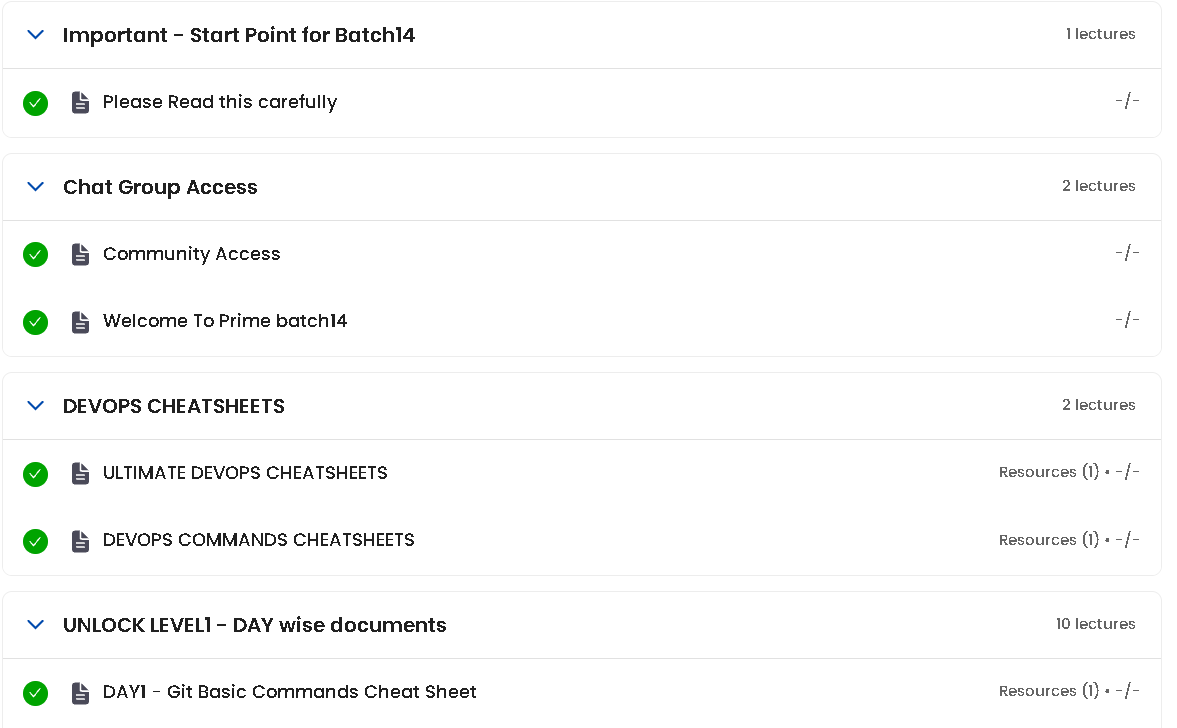 Important - Start Point for Batch14
1 lectures
Please Read this carefully
-/-
Chat Group Access
2 lectures
Community Access
-/-
Welcome To Prime batch14
-/-
DEVOPS CHEATSHEETS
2 lectures
ULTIMATE DEVOPS CHEATSHEETS
Resources (1) • -/-
DEVOPS COMMANDS CHEATSHEETS
Resources (1) • -/-
UNLOCK LEVEL1 - DAY wise documents
10 lectures
DAY1 - Git Basic Commands Cheat Sheet
Resources (1) • -/-